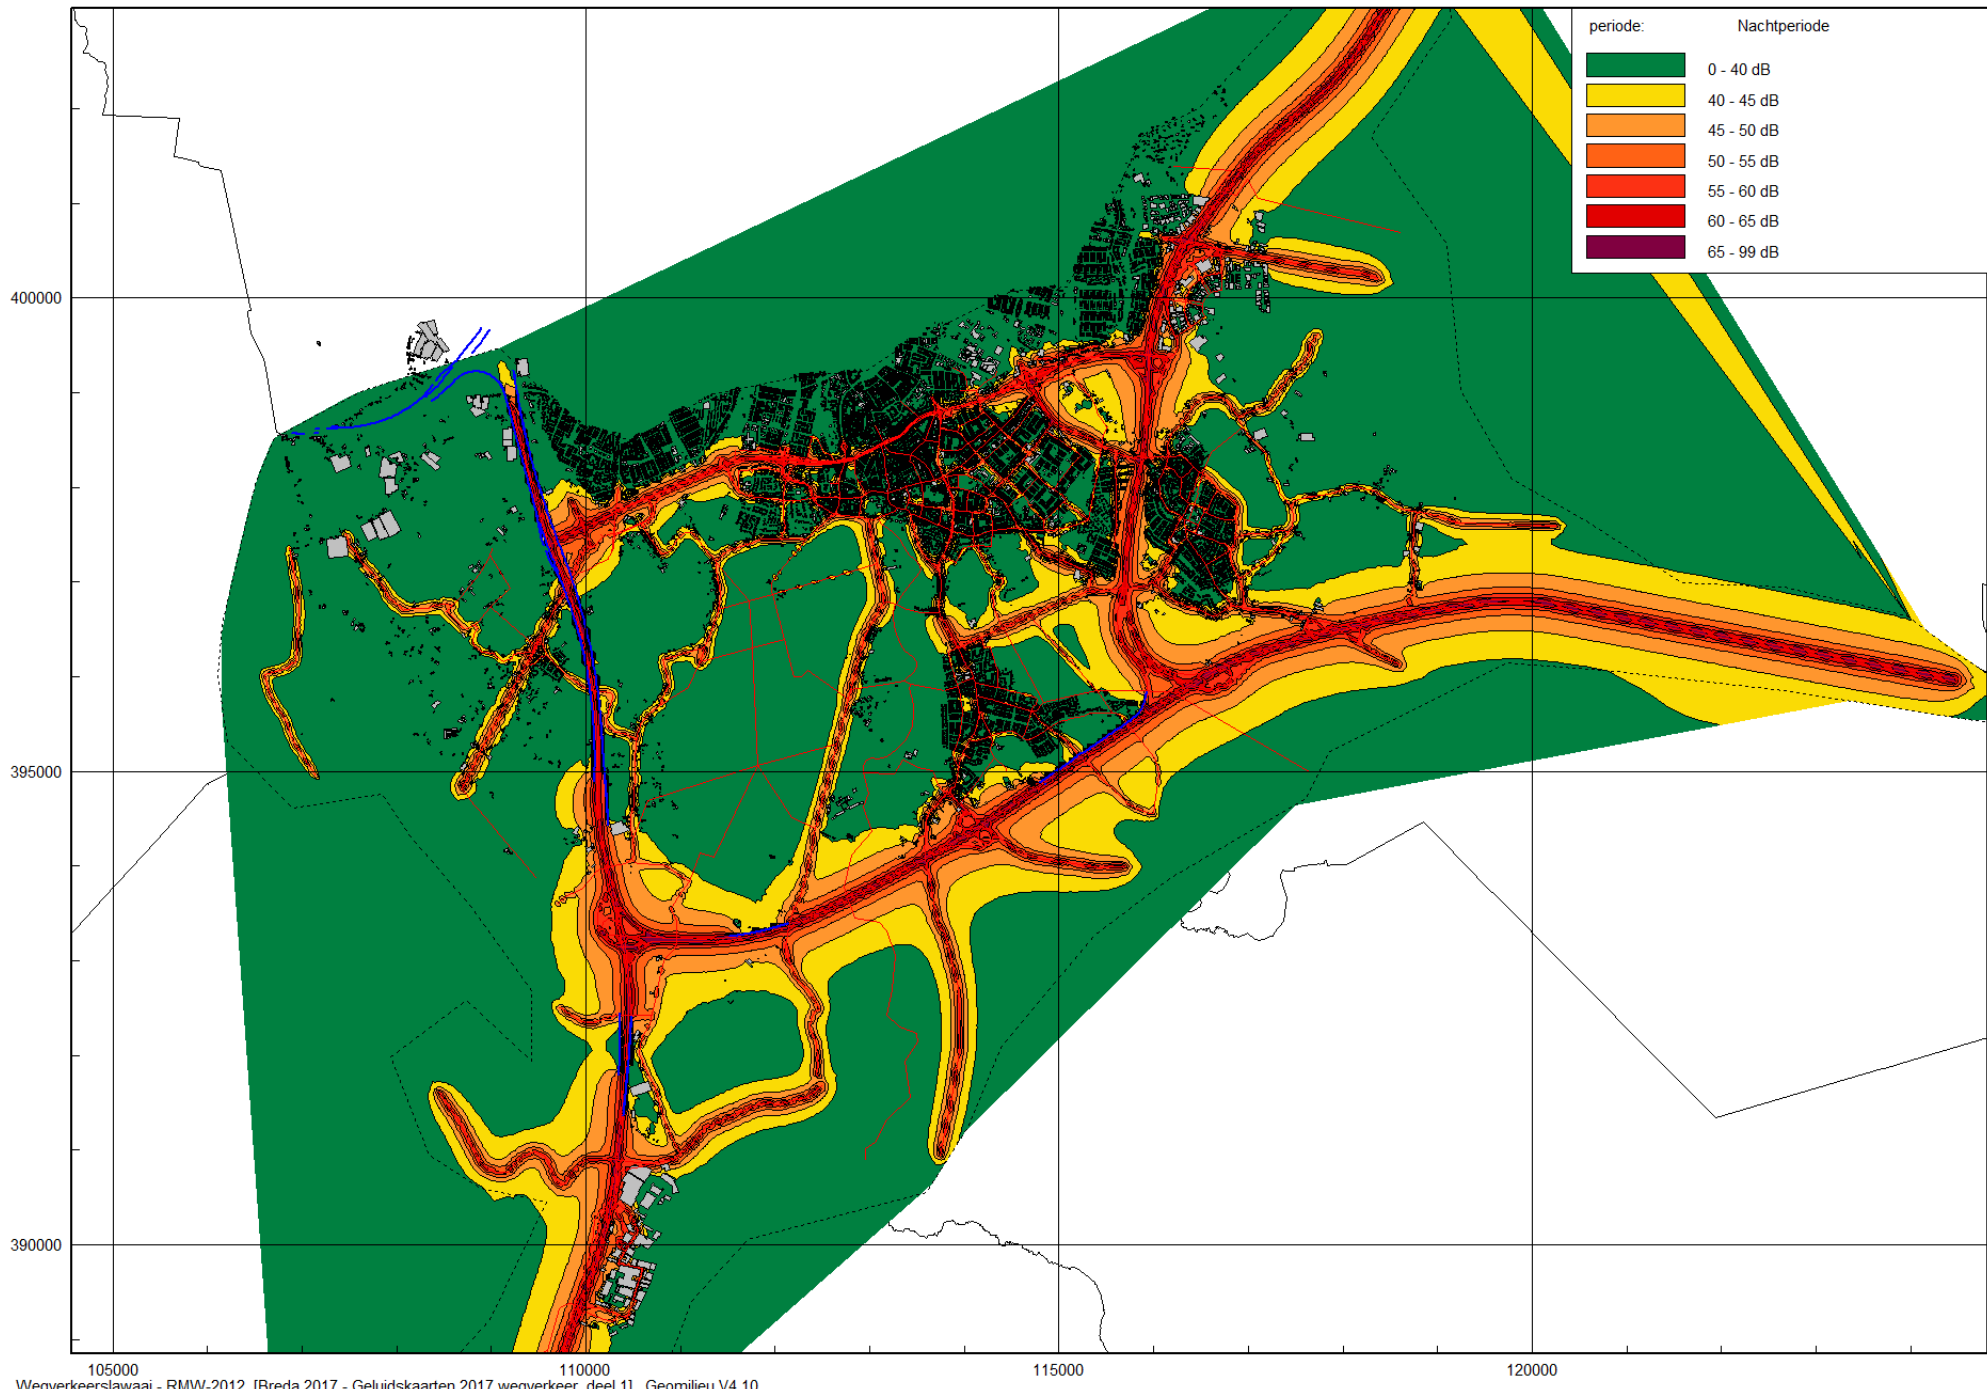 periode: Nachtperiode
0 - 40 dB
40 - 45 dB
45 - 50 dB
50 - 55 dB
55 - 60 dB
60 - 65 dB
65 - 99 dB
400000
395000
390000
105000 110000 115000 120000
Wegverkeerslawaai - RMW-2012, [Breda 2017 - Geluidskaarten 2017 wegverkeer, deel 1] , Geomilieu V4.10